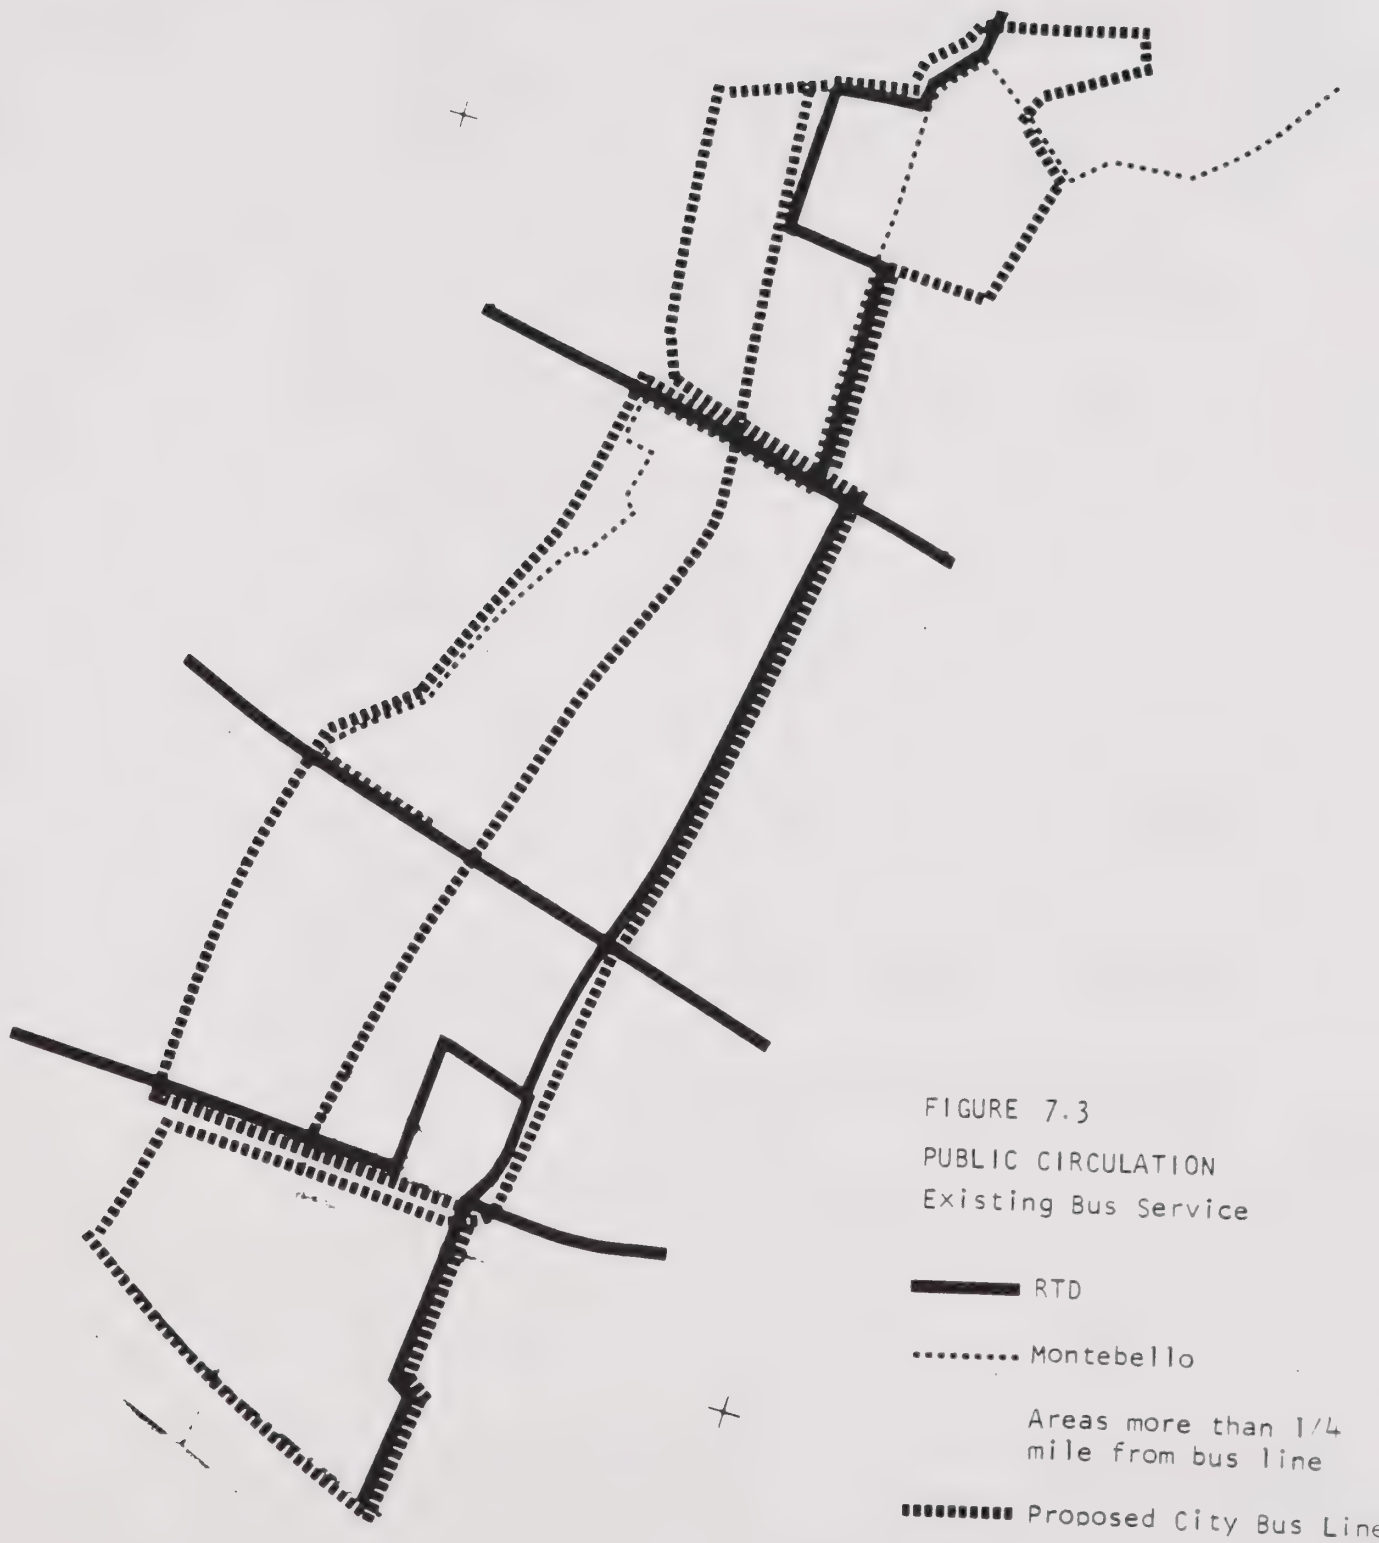 FIGURE 7.3
PUBLIC CIRCULATION
Existing Bus Service
RTD
Montebello
Areas more than 1/4
mile from bus line
Proposed City Bus Line